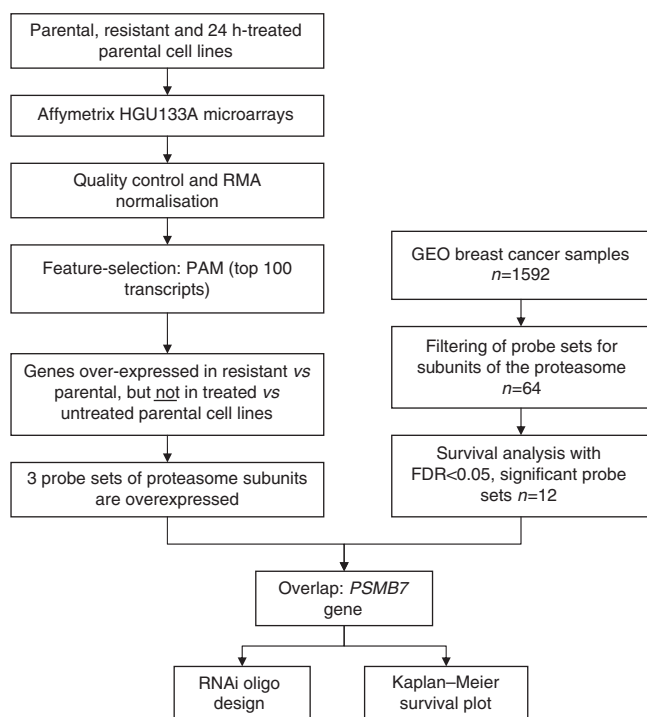 Parental, resistant and 24 h-treated
parental cell lines
Affymetrix HGU133A microarrays
Quality control and RMA
normalisation
Feature-selection: PAM (top 100
transcripts)
Genes over-expressed in resistant vs
parental, but not in treated vs
untreated parental cell lines
3 probe sets of proteasome subunits
are overexpressed
GEO breast cancer samples
n=1592
Filtering of probe sets for
subunits of the proteasome
n=64
Survival analysis with
FDR<0.05, significant probe
sets n=12
Overlap: PSMB7
gene
RNAi oligo
design
Kaplan–Meier
survival plot